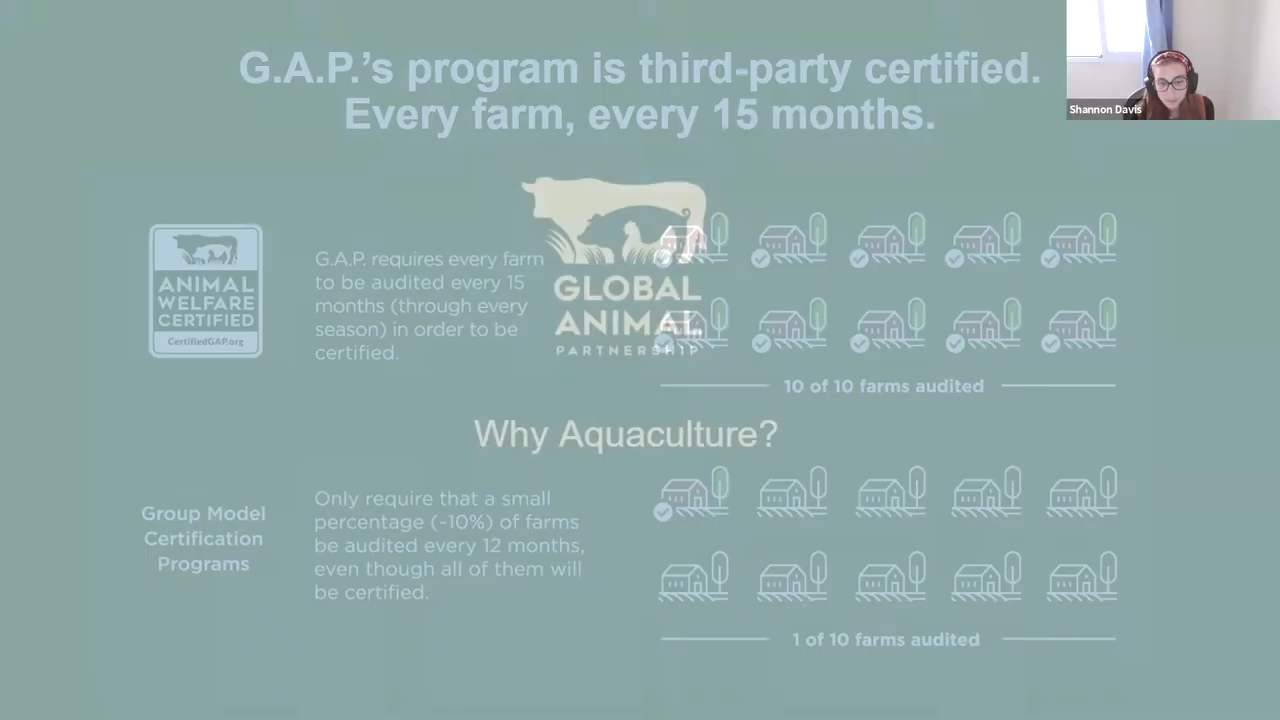 G.A.P.'s program is third-party certified.
Every farm, every 15 months.
Shannon Davis
ANIMAL
WELFARE
CERTIFIED
CertifiedGAP.org
G.A.P. requires every farm
to be audited every 15
months (through every
season) in order to be
certified.
GLOBAL
ANIMAL
PARTNERSHIP
10 of 10 farms audited
Why Aquaculture?
Group Model
Certification
Programs
Only require that a small
percentage (~10%) of farms
be audited every 12 months,
even though all of them will
be certified.
1 of 10 farms audited